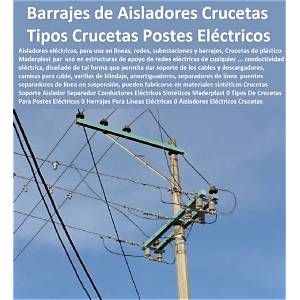 Barrajes de Aisladores Crucetas
Tipos Crucetas Postes Eléctricos
Aisladores eléctricos, para uso en lineas, redes, subestaciones y barrajes, Crucetas de plástico
Maderplast par uso en estructuras de apoyo de redes eléctricas de cualquier ... conductividad
eléctrica, diseñado de tal forma que permita dar soporte de los cables y descargadores,
camisas para cable, varillas de blindaje, amortiguadores, separadores de linea puentes
separadores de línea en suspensión, pueden fabricarse en materiales sintéticos Crucetas
Soporte Aislador Separador Conductores Eléctricos Sintéticos Maderplast 0 Tipos De Crucetas
Para Postes Eléctricos 0 Herrajes Para Líneas Eléctricas 0 Aisladores Eléctricos Crucetas